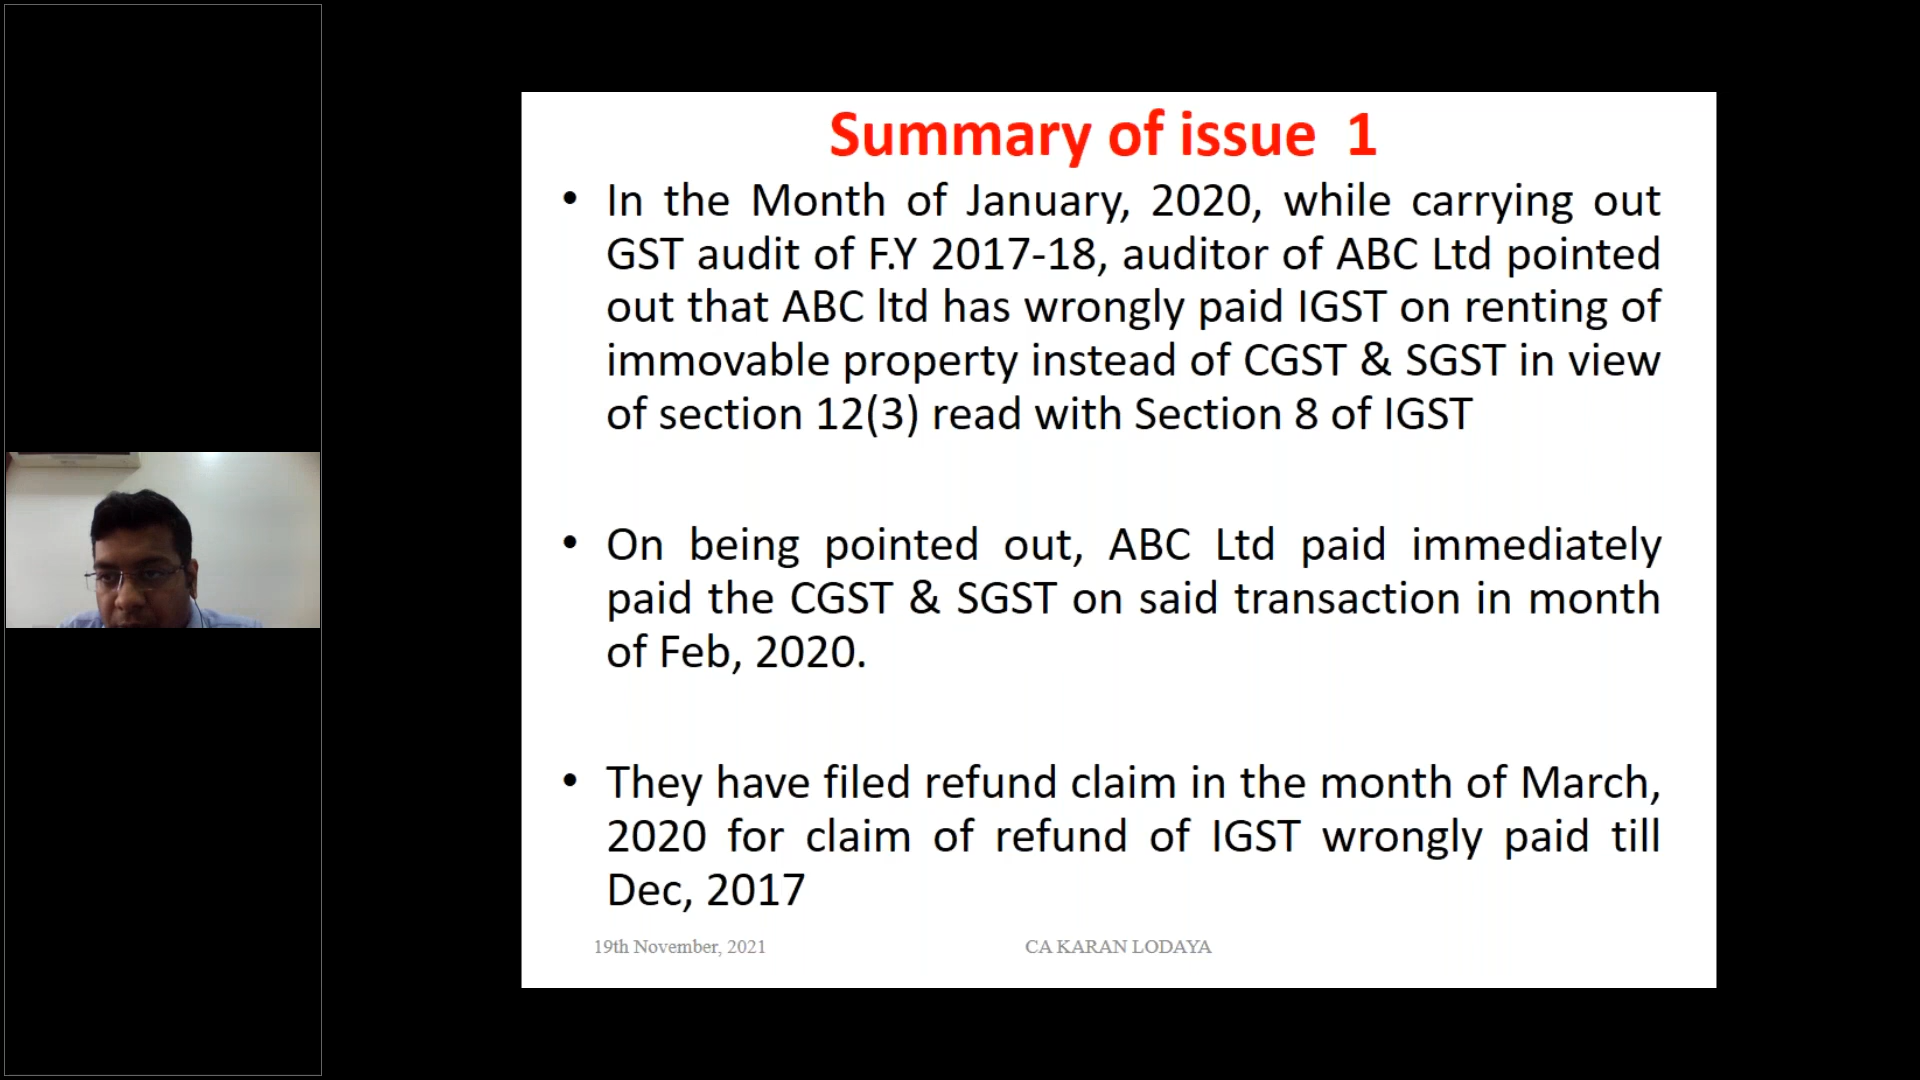 Summary of issue 1
• In the Month of January, 2020, while carrying out
GST audit of F.Y 2017-18, auditor of ABC Ltd pointed
out that ABC ltd has wrongly paid IGST on renting of
immovable property instead of CGST & SGST in view
of section 12(3) read with Section 8 of IGST
• On being pointed out, ABC Ltd paid immediately
paid the CGST & SGST on said transaction in month
of Feb, 2020.
• They have filed refund claim in the month of March,
2020 for claim of refund of IGST wrongly paid till
Dec, 2017
19th November, 2021
CA KARAN LODAYA